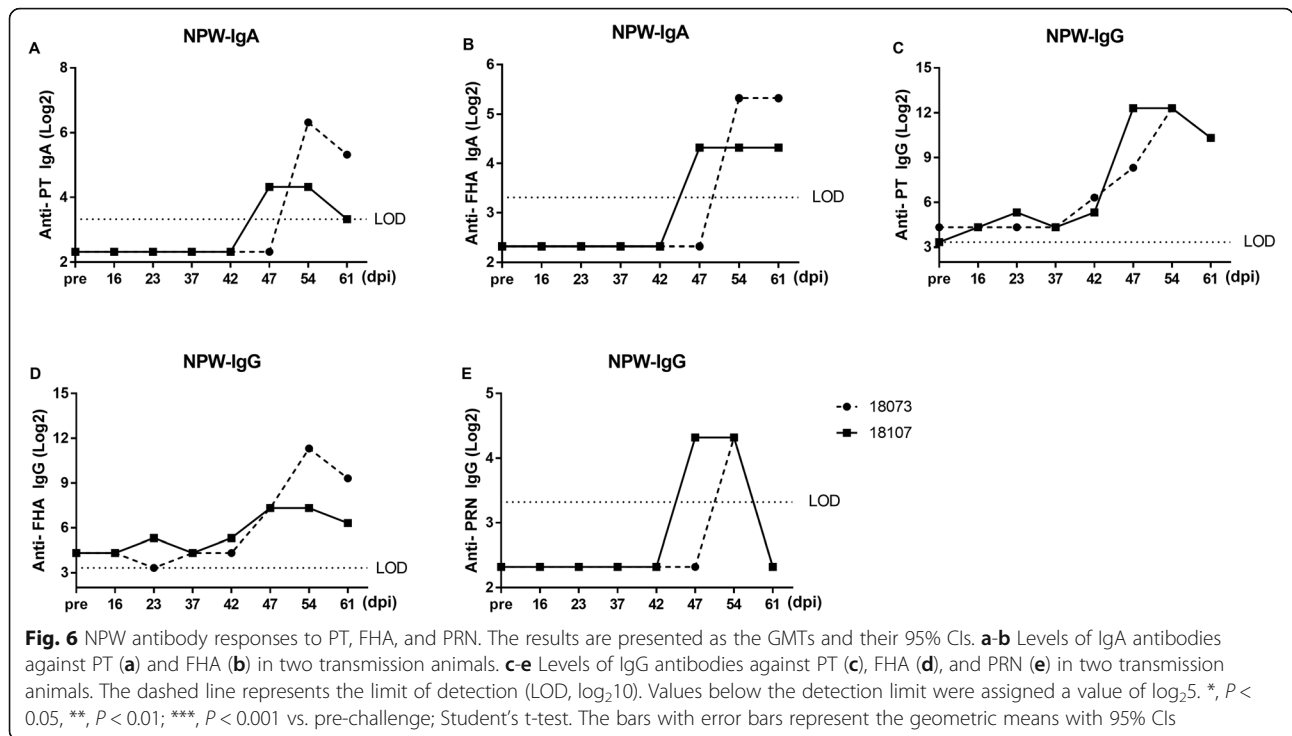 A
NPW-IgA
Anti- PT IgA (Log2)
8
6
4
2
LOD
pre 16 23 37 42 47 54 61 (dpi)
B
NPW-IgA
Anti- FHA IgA (Log2)
6
5
4
3
2
LOD
pre 16 23 37 42 47 54 61 (dpi)
C
NPW-IgG
Anti- PT IgG (Log2)
15
12
9
6
3
LOD
pre 16 23 37 42 47 54 61 (dpi)
D
NPW-IgG
Anti- FHA IgG (Log2)
15
12
9
6
3
LOD
pre 16 23 37 42 47 54 61 (dpi)
E
NPW-IgG
Anti- PRN IgG (Log2)
5
4
3
2
LOD
pre 16 23 37 42 47 54 61 (dpi)
18073
18107
Fig. 6 NPW antibody responses to PT, FHA, and PRN. The results are presented as the GMTs and their 95% CIs. a-b Levels of IgA antibodies
against PT (a) and FHA (b) in two transmission animals. c-e Levels of IgG antibodies against PT (c), FHA (d), and PRN (e) in two transmission
animals. The dashed line represents the limit of detection (LOD, log₂10). Values below the detection limit were assigned a value of log₂5. *, P <
0.05, **, P < 0.01; ***, P < 0.001 vs. pre-challenge; Student's t-test. The bars with error bars represent the geometric means with 95% CIs